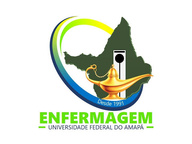 Desde 1991
ENFERMAGEM
UNIVERSIDADE FEDERAL DO AMAPÁ